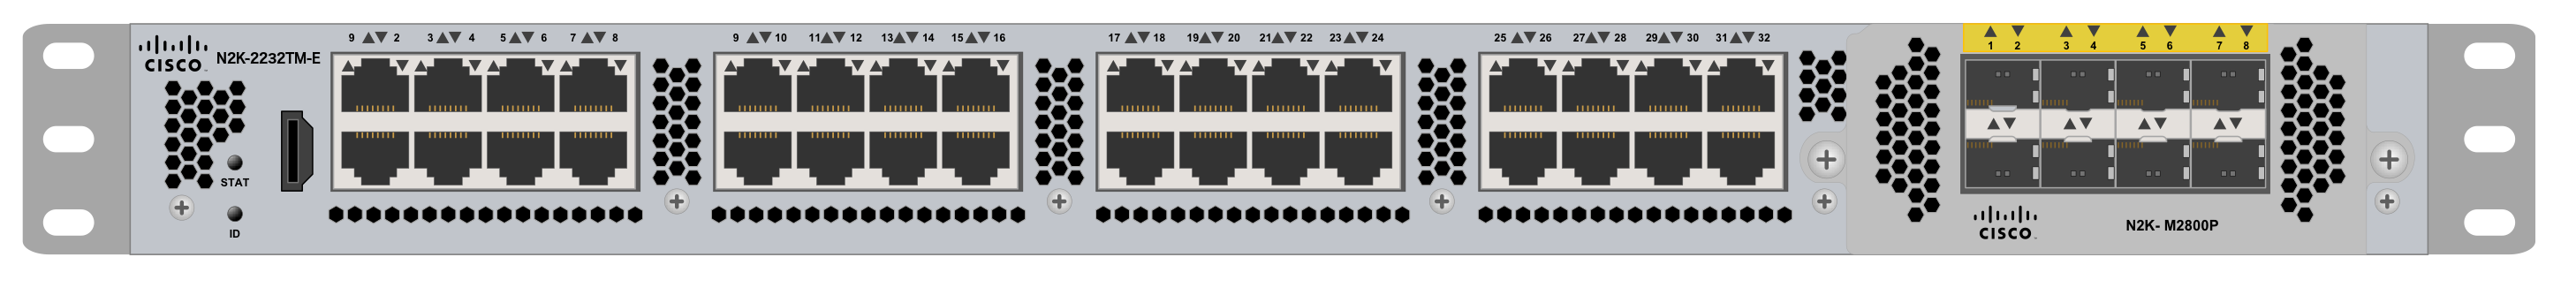 CISCO
N2K-2232TM-E
9 2 3 4 5 6 7 8
9 10 11 12 13 14 15 16
17 18 19 20 21 22 23 24
25 26 27 28 29 30 31 32
1 2 3 4 5 6 7 8
STAT
ID
CISCO
N2K- M2800P